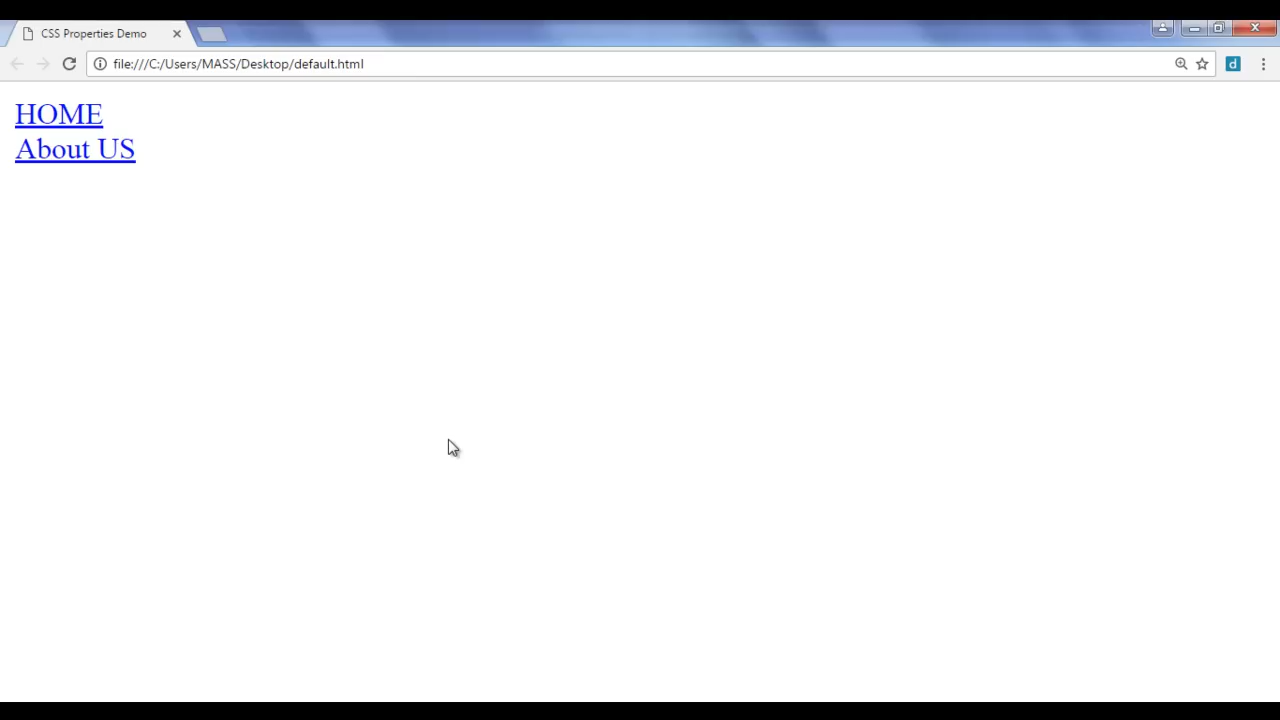 CSS Properties Demo
file:///C:/Users/MASS/Desktop/default.html
d
HOME
About US